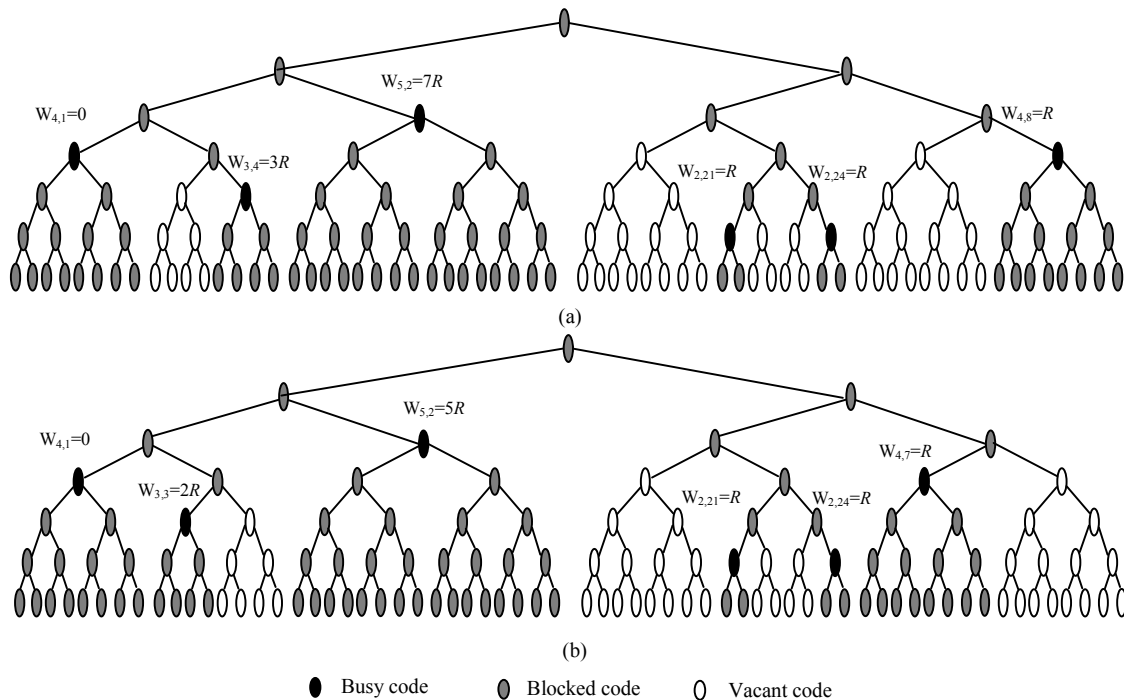 W5,2=7R
W4,1=0
W4,8=R
W3,4=3R
W2,21=R
W2,24=R
(a)
W5,2=5R
W4,1=0
W4,7=R
W3,3=2R
W2,21=R
W2,24=R
(b)
Busy code
Blocked code
Vacant code